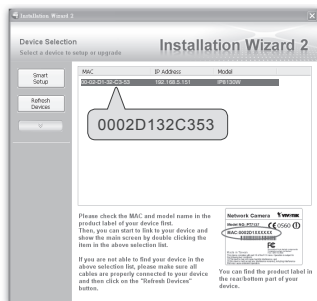 Installation Wizard 2
Device Selection
Select a device to setup or upgrade
Installation Wizard 2
Smart Setup
Refresh Devices
MAC IP Address Model
00-02-D1-32-C3-53 192.168.5.151 IP8130W
0002D132C353
Please check the MAC and model name in the
product label of your device first.
Then, you can start to link to your device and
show the main screen by double clicking the
item in the above selection list.
If you are not able to find your device in the
above selection list, please make sure all
cables are properly connected to your device
and then click on the "Refresh Devices"
button.
Network Camera VIVOTEK
Model NO. PT7137 CE 0560
MAC:0002D1XXXXXX
You can find the product label in
the rear/bottom part of your
device.